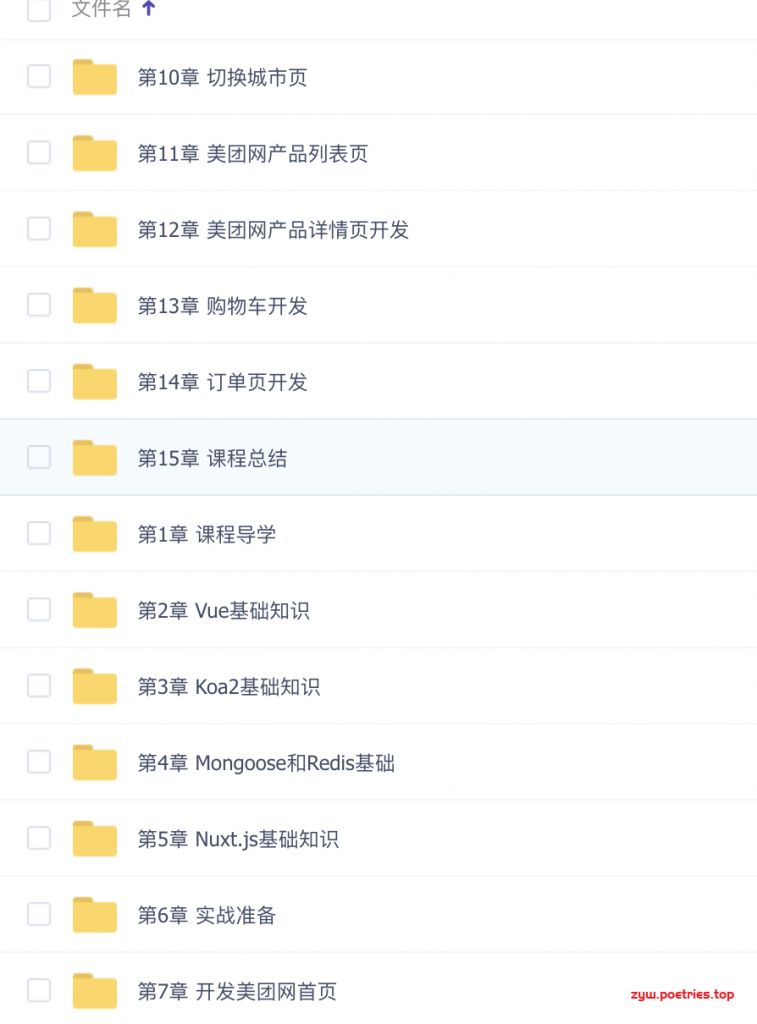 文件名
第10章 切换城市页
第11章 美团网产品列表页
第12章 美团网产品详情页开发
第13章 购物车开发
第14章 订单页开发
第15章 课程总结
第1章 课程导学
第2章 Vue基础知识
第3章 Koa2基础知识
第4章 Mongoose和Redis基础
第5章 Nuxt.js基础知识
第6章 实战准备
第7章 开发美团网首页
zyw.poetries.top